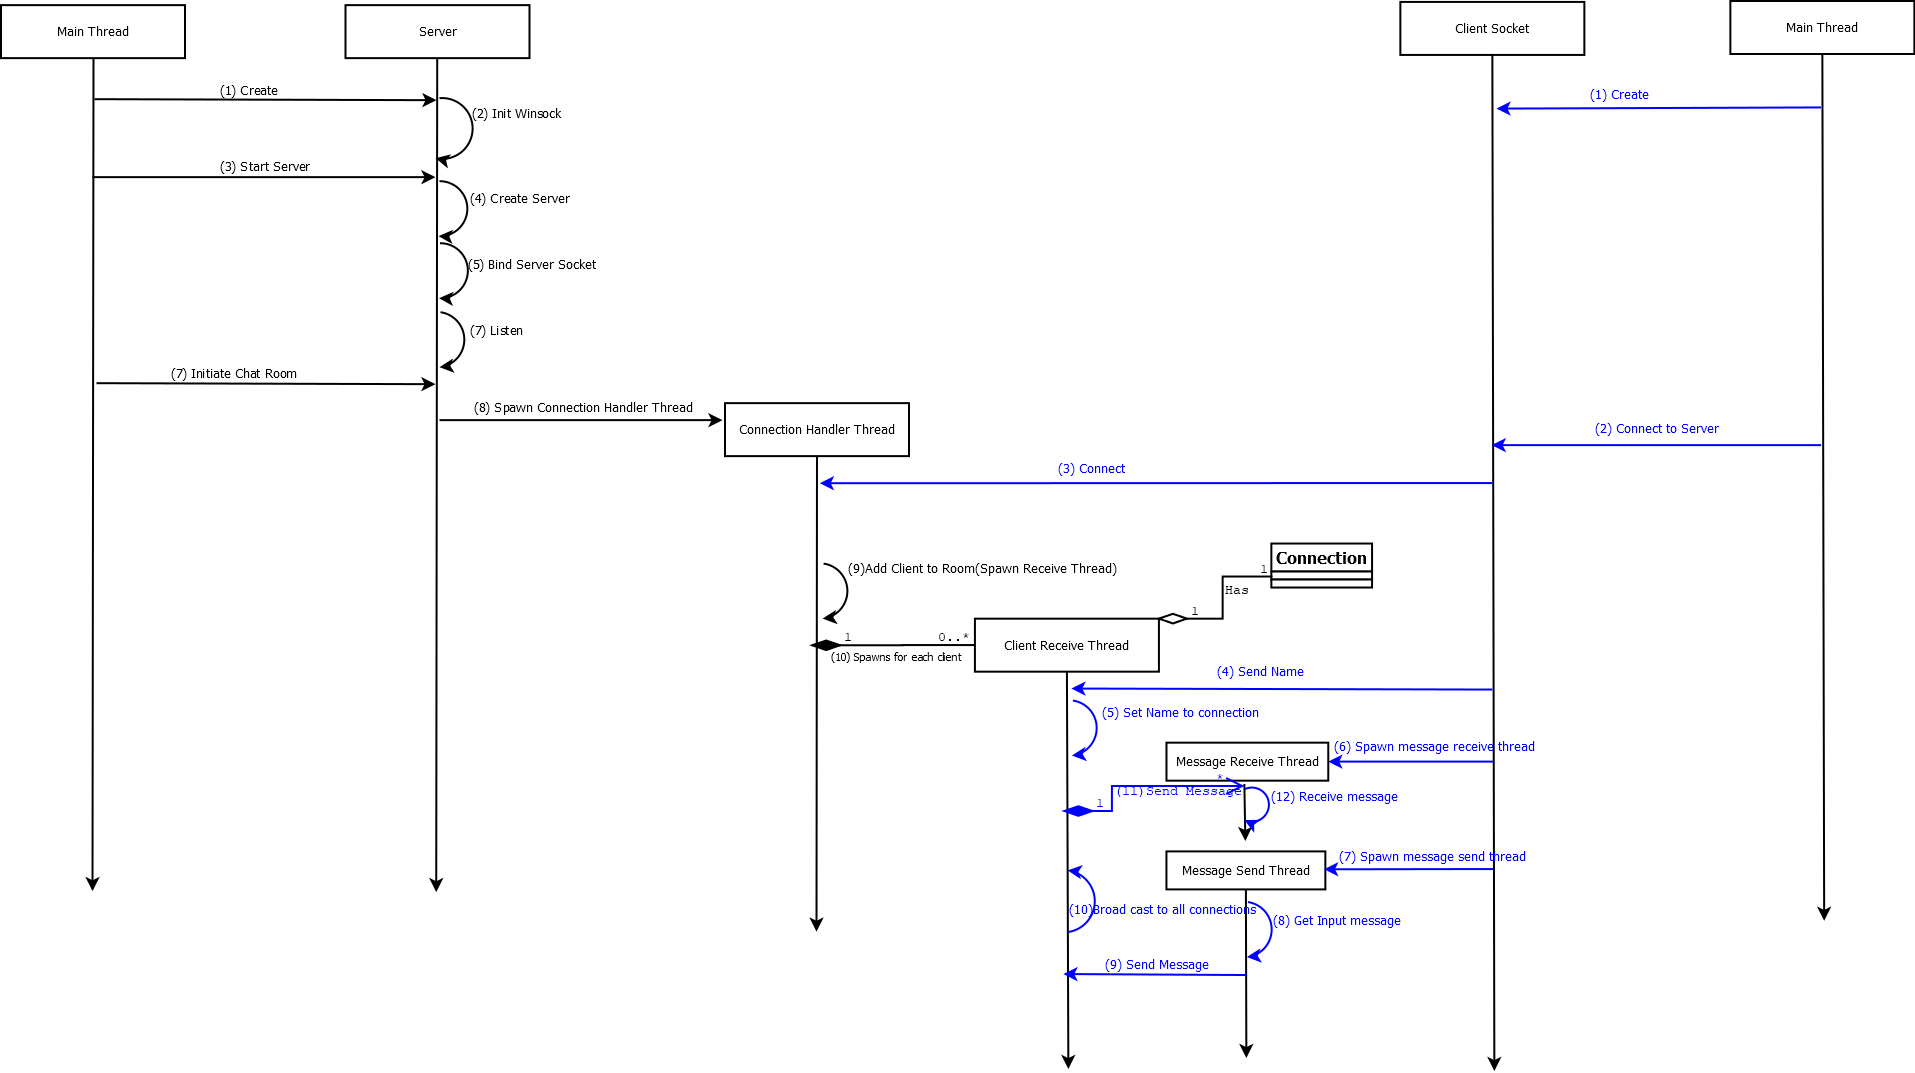 Main Thread
Server
Client Socket
Main Thread
(1) Create
(2) Init Winsock
(1) Create
(3) Start Server
(4) Create Server
(5) Bind Server Socket
(7) Listen
(7) Initiate Chat Room
(8) Spawn Connection Handler Thread
Connection Handler Thread
(2) Connect to Server
(3) Connect
(9)Add Client to Room(Spawn Receive Thread)
Connection
1
Has
1
1
0..*
(10) Spawns for each client
Client Receive Thread
(4) Send Name
(5) Set Name to connection
(6) Spawn message receive thread
Message Receive Thread
*
(11)Send Message
1
(12) Receive message
(7) Spawn message send thread
Message Send Thread
(10)Broad cast to all connections
(8) Get Input message
(9) Send Message